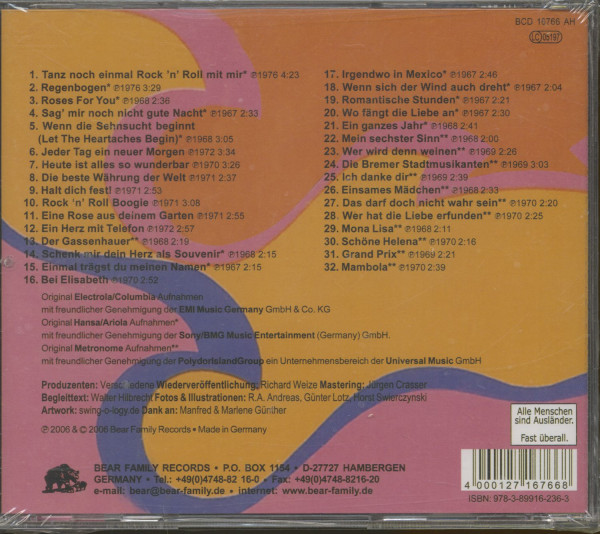 BCD 16766 AH
LC 05197
1. Tanz noch einmal Rock 'n' Roll mit mir* ℗1976 4:23
2. Regenbogen* ℗1976 3:29
3. Roses For You* ℗1968 2:36
4. Sag' mir noch nicht gute Nacht* ℗1967 2:33
5. Wenn die Sehnsucht beginnt
(Let The Heartaches Begin)* ℗1968 3:05
6. Jeder Tag ein neuer Morgen ℗1972 3:34
7. Heute ist alles so wunderbar ℗1970 3:26
8. Die beste Währung der Welt ℗1971 2:37
9. Halt dich fest! ℗1971 2:53
10. Rock 'n' Roll Boogie ℗1971 3:08
11. Eine Rose aus deinem Garten ℗1971 2:55
12. Ein Herz mit Telefon ℗1972 2:57
13. Der Gassenhauer** ℗1968 2:19
14. Schenk mir dein Herz als Souvenir* ℗1968 2:15
15. Einmal trägst du meinen Namen* ℗1967 2:15
16. Bei Elisabeth ℗1970 2:52
17. Irgendwo in Mexico* ℗1967 2:46
18. Wenn sich der Wind auch dreht* ℗1967 2:04
19. Romantische Stunden* ℗1967 2:21
20. Wo fängt die Liebe an* ℗1967 2:30
21. Ein ganzes Jahr* ℗1968 2:41
22. Mein sechster Sinn** ℗1968 2:00
23. Wer wird denn weinen** ℗1969 2:26
24. Die Bremer Stadtmusikanten** ℗1969 3:03
25. Ich danke dir** ℗1969 2:39
26. Einsames Mädchen** ℗1968 2:33
27. Das darf doch nicht wahr sein** ℗1970 2:20
28. Wer hat die Liebe erfunden** ℗1970 2:25
29. Mona Lisa** ℗1968 2:11
30. Schöne Helena** ℗1970 2:16
31. Grand Prix** ℗1969 2:21
32. Mambola** ℗1970 2:39
Original Electrola/Columbia Aufnahmen
mit freundlicher Genehmigung der EMI Music Germany GmbH & Co. KG
Original Hansa/Ariola Aufnahmen*
mit freundlicher Genehmigung der Sony/BMG Music Entertainment (Germany) GmbH.
Original Metronome Aufnahmen**
mit freundlicher Genehmigung der PolydorIslandGroup ein Unternehmensbereich der Universal Music GmbH
Produzenten: Verschiedene Wiederveröffentlichung: Richard Weize Mastering: Jürgen Crasser
Begleittext: Walter Hilbrecht Fotos & Illustrationen: R.A. Andreas, Günter Lotz, Horst Swierczynski
Artwork: swing-o-logy.de Dank an: Manfred & Marlene Günther
℗ 2006 & © 2006 Bear Family Records • Made in Germany
BEAR FAMILY RECORDS • P.O. BOX 1154 • D-27727 HAMBERGEN
GERMANY • Tel.: +49(0)4748-82 16-0 • Fax: +49(0)4748-8216-20
e-mail: bear@bear-family.de • internet: www.bear-family.de
Alle Menschen
sind Ausländer.
Fast überall.
4 000127 167668
ISBN: 978-3-89916-236-3